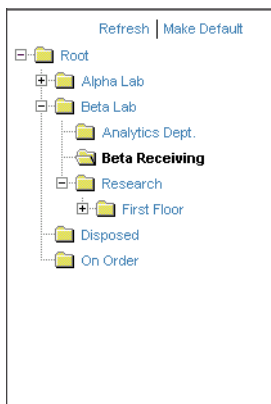 Refresh | Make Default
Root
Alpha Lab
Beta Lab
Analytics Dept.
Beta Receiving
Research
First Floor
Disposed
On Order